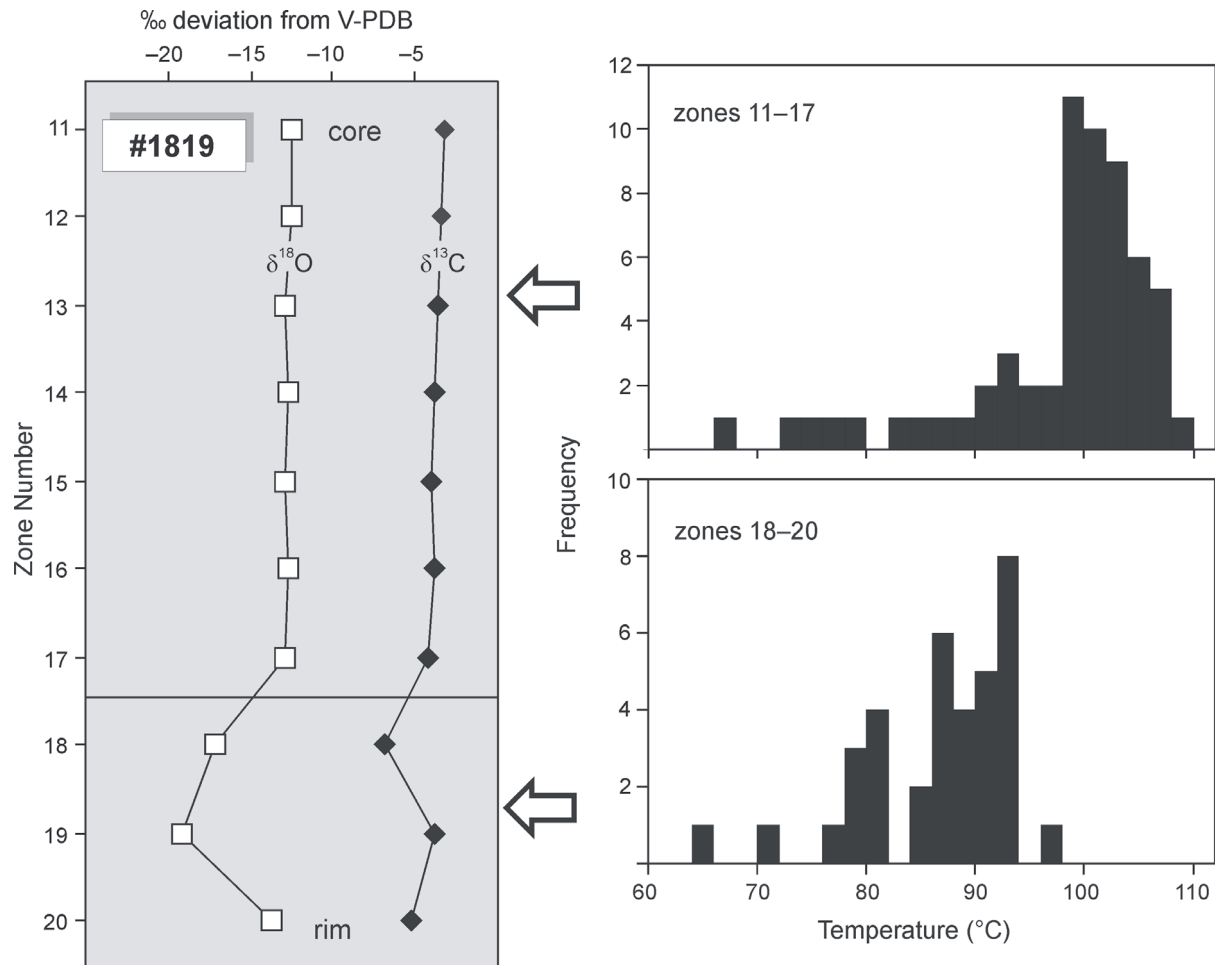 ‰ deviation from V-PDB
–20 –15 –10 –5
#1819
core
δ18O δ13C
rim
Zone Number
11
12
13
14
15
16
17
18
19
20
zones 11–17
12
10
8
6
4
2
Frequency
zones 18–20
10
8
6
4
2
60 70 80 90 100 110
Temperature (°C)